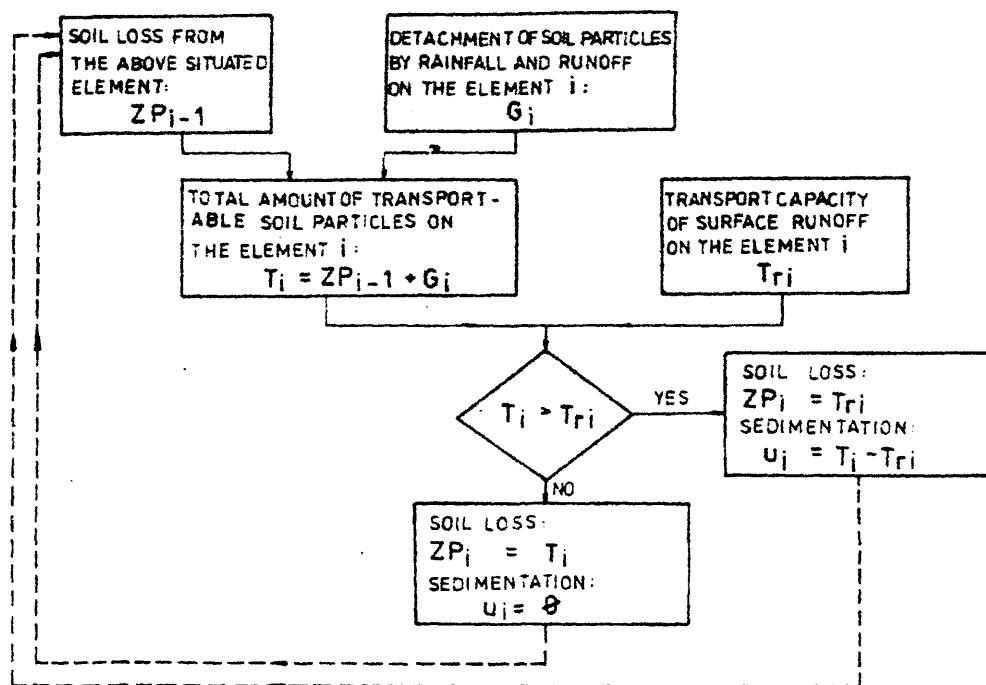 SOIL LOSS FROM
THE ABOVE SITUATED
ELEMENT:
ZPi-1
DETACHMENT OF SOIL PARTICLES
BY RAINFALL AND RUNOFF
ON THE ELEMENT i:
Gi
TOTAL AMOUNT OF TRANSPORT-
ABLE SOIL PARTICLES ON
THE ELEMENT i:
Ti = ZPi-1 + Gi
TRANSPORT CAPACITY
OF SURFACE RUNOFF
ON THE ELEMENT i
Tri
Ti > Tri
YES
SOIL LOSS:
ZPi = Tri
SEDIMENTATION:
ui = Ti - Tri
NO
SOIL LOSS:
ZPi = Ti
SEDIMENTATION:
ui = 0